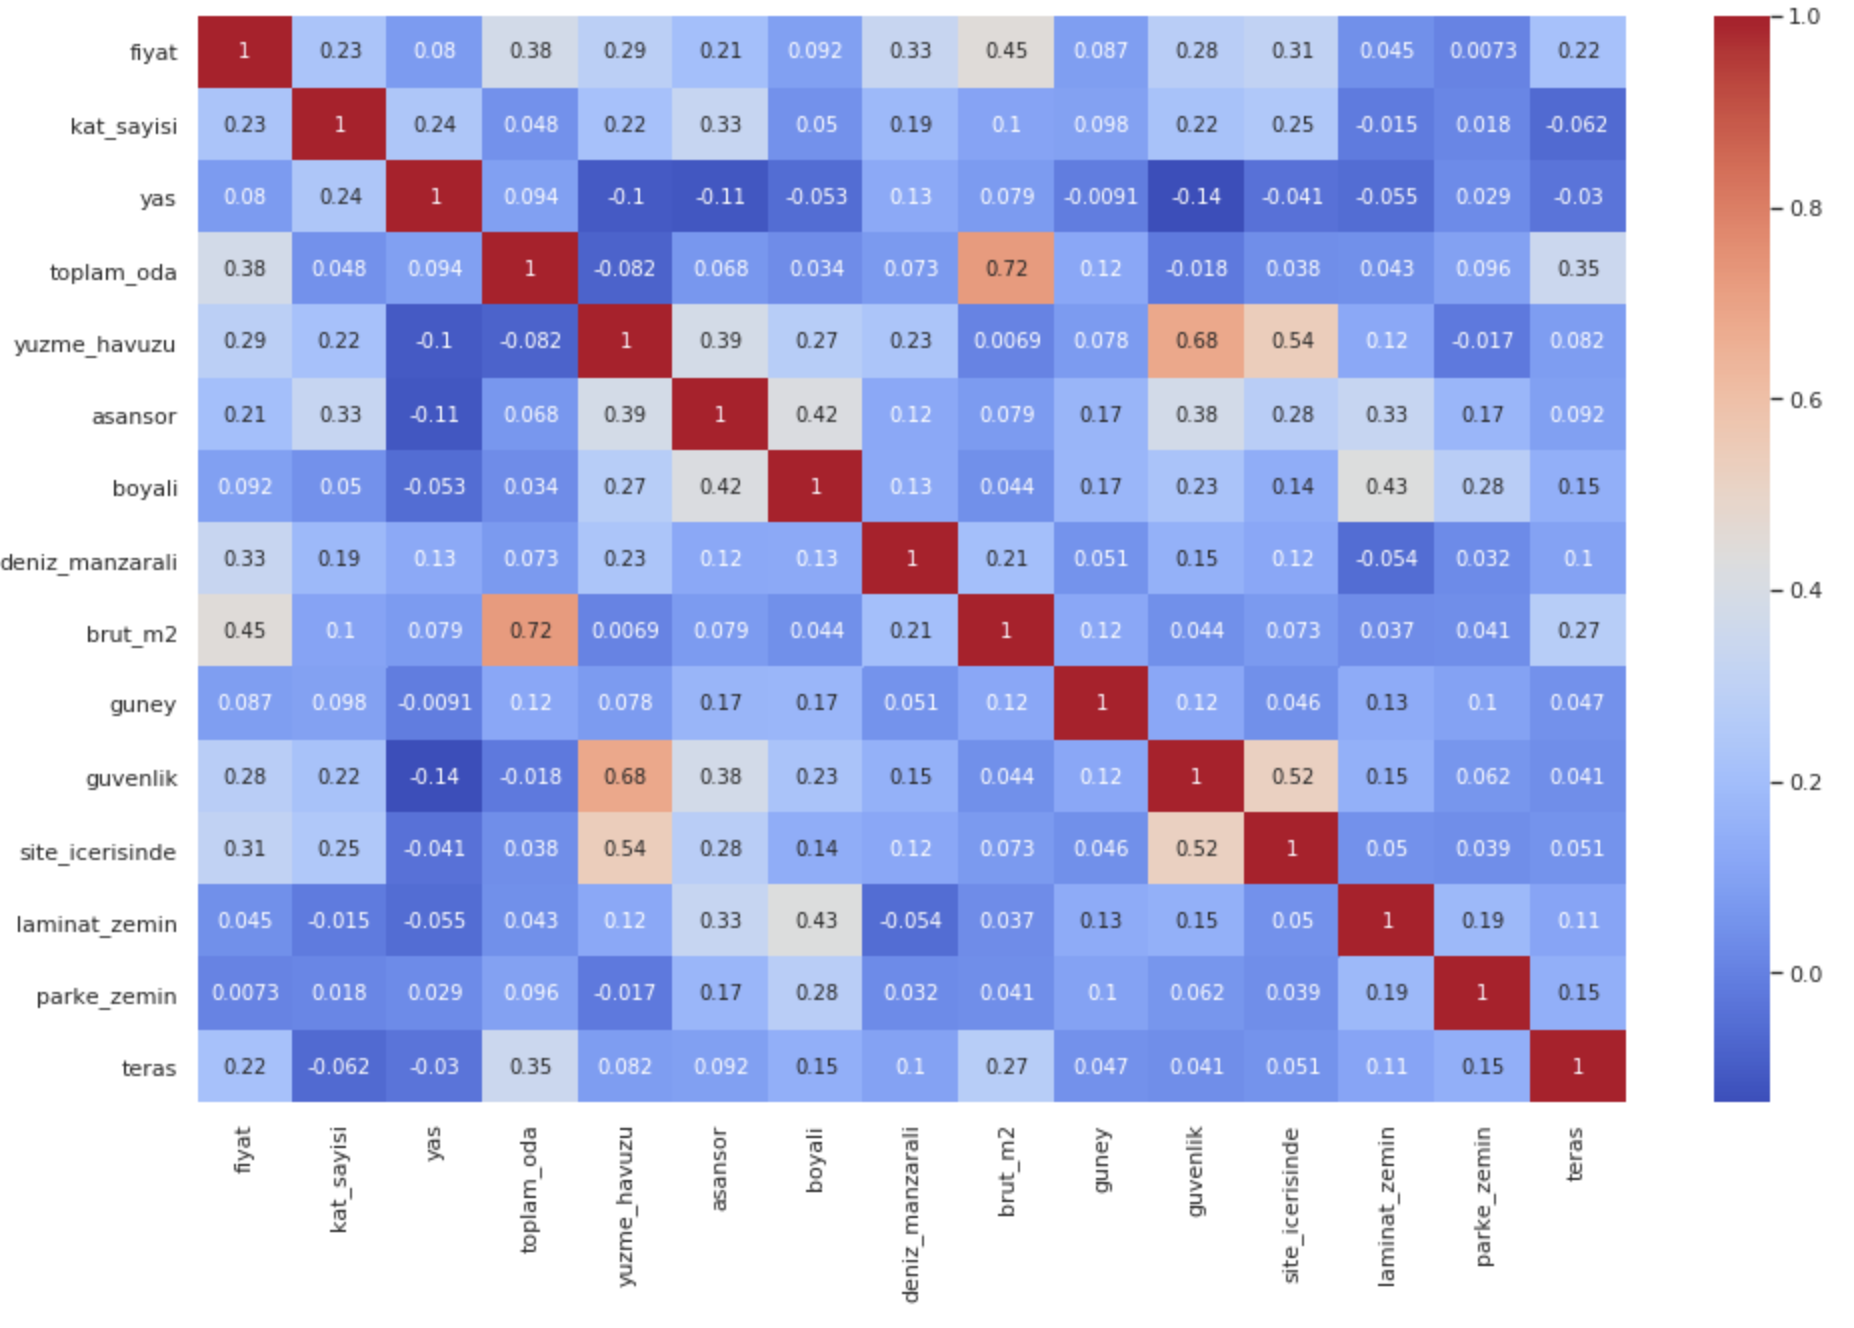 fiyat 1 0.23 0.08 0.38 0.29 0.21 0.092 0.33 0.45 0.087 0.28 0.31 0.045 0.0073 0.22
kat_sayisi 0.23 1 0.24 0.048 0.22 0.33 0.05 0.19 0.1 0.098 0.22 0.25 -0.015 0.018 -0.062
yas 0.08 0.24 1 0.094 -0.1 -0.11 -0.053 0.13 0.079 -0.0091 -0.14 -0.041 -0.055 0.029 -0.03
toplam_oda 0.38 0.048 0.094 1 -0.082 0.068 0.034 0.073 0.72 0.12 -0.018 0.038 0.043 0.096 0.35
yuzme_havuzu 0.29 0.22 -0.1 -0.082 1 0.39 0.27 0.23 0.0069 0.078 0.68 0.54 0.12 -0.017 0.082
asansor 0.21 0.33 -0.11 0.068 0.39 1 0.42 0.12 0.079 0.17 0.38 0.28 0.33 0.17 0.092
boyali 0.092 0.05 -0.053 0.034 0.27 0.42 1 0.13 0.044 0.17 0.23 0.14 0.43 0.28 0.15
deniz_manzarali 0.33 0.19 0.13 0.073 0.23 0.12 0.13 1 0.21 0.051 0.15 0.12 -0.054 0.032 0.1
brut_m2 0.45 0.1 0.079 0.72 0.0069 0.079 0.044 0.21 1 0.12 0.044 0.073 0.037 0.041 0.27
guney 0.087 0.098 -0.0091 0.12 0.078 0.17 0.17 0.051 0.12 1 0.12 0.046 0.13 0.1 0.047
guvenlik 0.28 0.22 -0.14 -0.018 0.68 0.38 0.23 0.15 0.044 0.12 1 0.52 0.15 0.062 0.041
site_icerisinde 0.31 0.25 -0.041 0.038 0.54 0.28 0.14 0.12 0.073 0.046 0.52 1 0.05 0.039 0.051
laminat_zemin 0.045 -0.015 -0.055 0.043 0.12 0.33 0.43 -0.054 0.037 0.13 0.15 0.05 1 0.19 0.11
parke_zemin 0.0073 0.018 0.029 0.096 -0.017 0.17 0.28 0.032 0.041 0.1 0.062 0.039 0.19 1 0.15
teras 0.22 -0.062 -0.03 0.35 0.082 0.092 0.15 0.1 0.27 0.047 0.041 0.051 0.11 0.15 1
fiyat
kat_sayisi
yas
toplam_oda
yuzme_havuzu
asansor
boyali
deniz_manzarali
brut_m2
guney
guvenlik
site_icerisinde
laminat_zemin
parke_zemin
teras
1.0
0.8
0.6
0.4
0.2
0.0